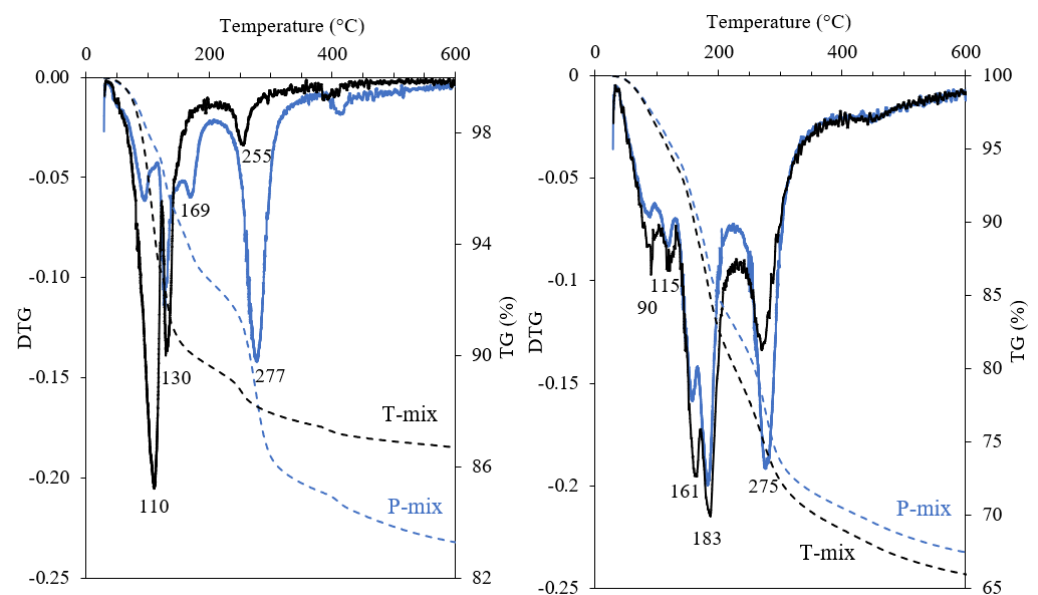 Temperature (°C)
0 200 400 600
0.00
-0.05
-0.10
-0.15
-0.20
-0.25
DTG
98
94
90
86
82
TG (%)
255
169
130
277
110
T-mix
P-mix
Temperature (°C)
0 200 400 600
0
-0.05
-0.1
-0.15
-0.2
-0.25
DTG
100
95
90
85
80
75
70
65
TG (%)
115
90
161
275
183
P-mix
T-mix